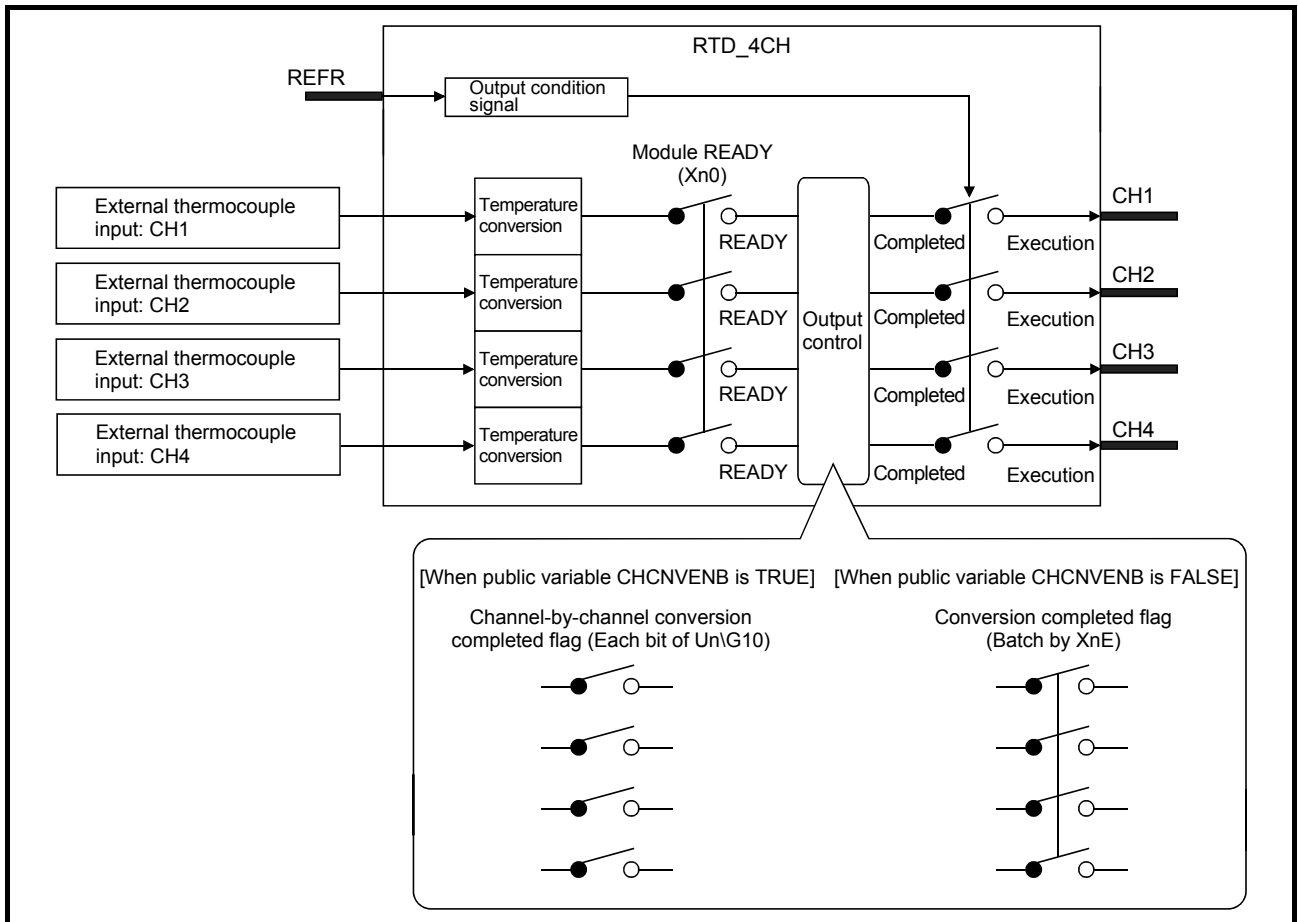 RTD_4CH
REFR
Output condition
signal
Module READY
(Xn0)
External thermocouple
input: CH1
Temperature
conversion
READY
Completed
Execution
CH1
External thermocouple
input: CH2
Temperature
conversion
READY
Completed
Execution
CH2
Output
control
External thermocouple
input: CH3
Temperature
conversion
READY
Completed
Execution
CH3
External thermocouple
input: CH4
Temperature
conversion
READY
Completed
Execution
CH4
[When public variable CHCNVENB is TRUE]
Channel-by-channel conversion
completed flag (Each bit of Un\G10)
[When public variable CHCNVENB is FALSE]
Conversion completed flag
(Batch by XnE)